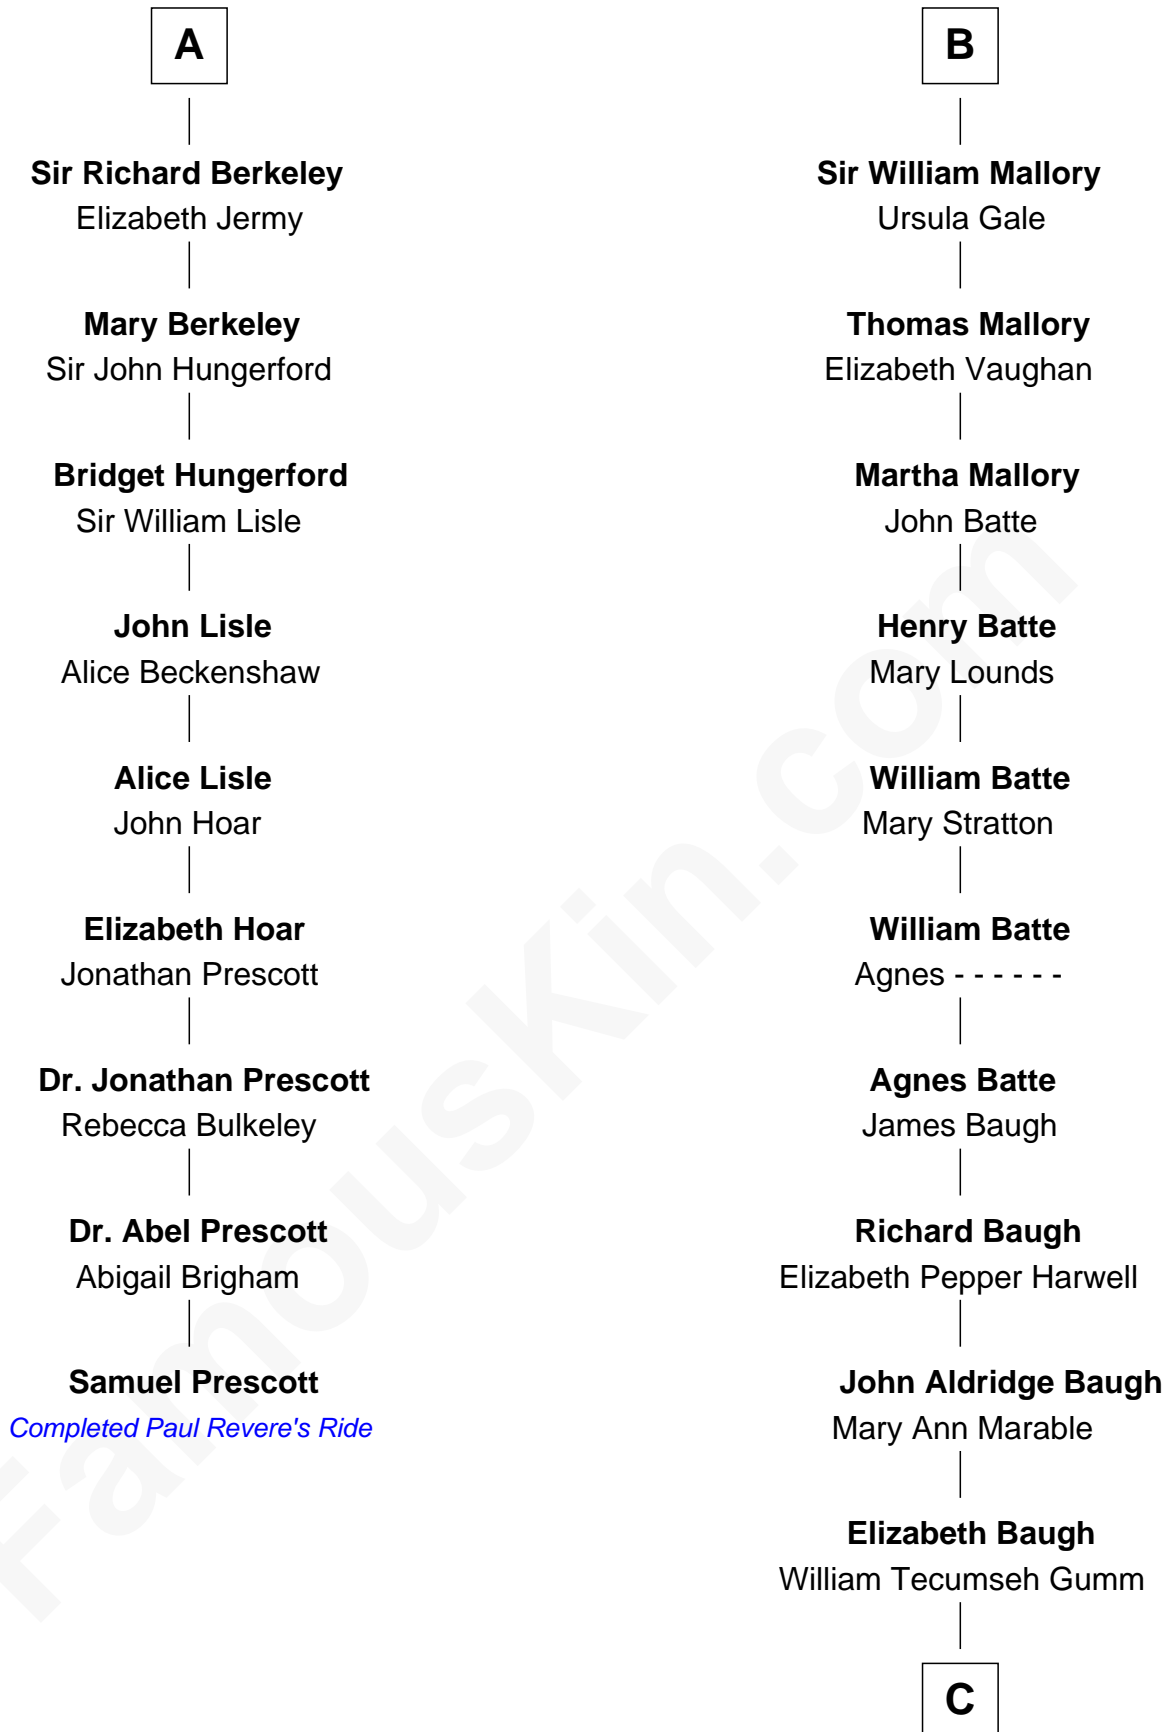 A
Sir Richard Berkeley
Elizabeth Jermy
Mary Berkeley
Sir John Hungerford
Bridget Hungerford
Sir William Lisle
John Lisle
Alice Beckenshaw
Alice Lisle
John Hoar
Elizabeth Hoar
Jonathan Prescott
Dr. Jonathan Prescott
Rebecca Bulkeley
Dr. Abel Prescott
Abigail Brigham
Samuel Prescott
Completed Paul Revere's Ride
B
Sir William Mallory
Ursula Gale
Thomas Mallory
Elizabeth Vaughan
Martha Mallory
John Batte
Henry Batte
Mary Lounds
William Batte
Mary Stratton
William Batte
Agnes - - - - - -
Agnes Batte
James Baugh
Richard Baugh
Elizabeth Pepper Harwell
John Aldridge Baugh
Mary Ann Marable
Elizabeth Baugh
William Tecumseh Gumm
C
FamousKin.com